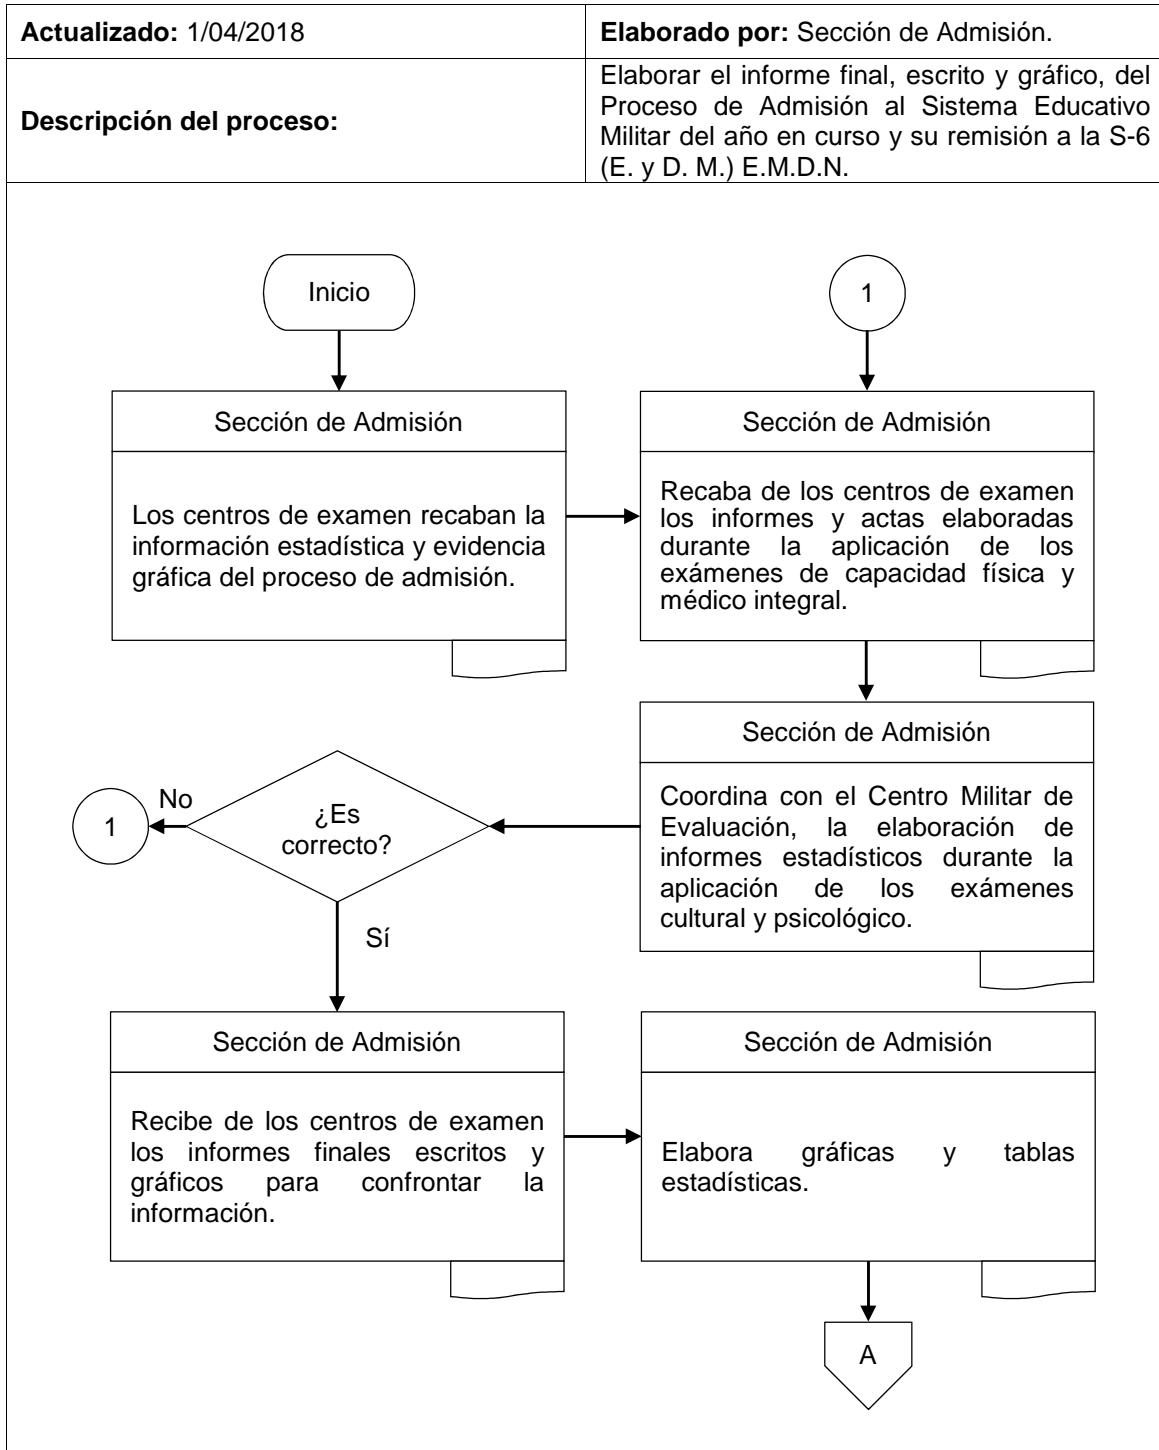 Actualizado: 1/04/2018
Elaborado por: Sección de Admisión.
Descripción del proceso:
Elaborar el informe final, escrito y gráfico, del
Proceso de Admisión al Sistema Educativo
Militar del año en curso y su remisión a la S-6
(E. y D. M.) E.M.D.N.
Inicio
Sección de Admisión
Los centros de examen recaban la
información estadística y evidencia
gráfica del proceso de admisión.
1
Sección de Admisión
Recaba de los centros de examen
los informes y actas elaboradas
durante la aplicación de los
exámenes de capacidad física y
médico integral.
Sección de Admisión
Coordina con el Centro Militar de
Evaluación, la elaboración de
informes estadísticos durante la
aplicación de los exámenes
cultural y psicológico.
¿Es
correcto?
No
1
Sí
Sección de Admisión
Recibe de los centros de examen
los informes finales escritos y
gráficos para confrontar la
información.
Sección de Admisión
Elabora gráficas y tablas
estadísticas.
A